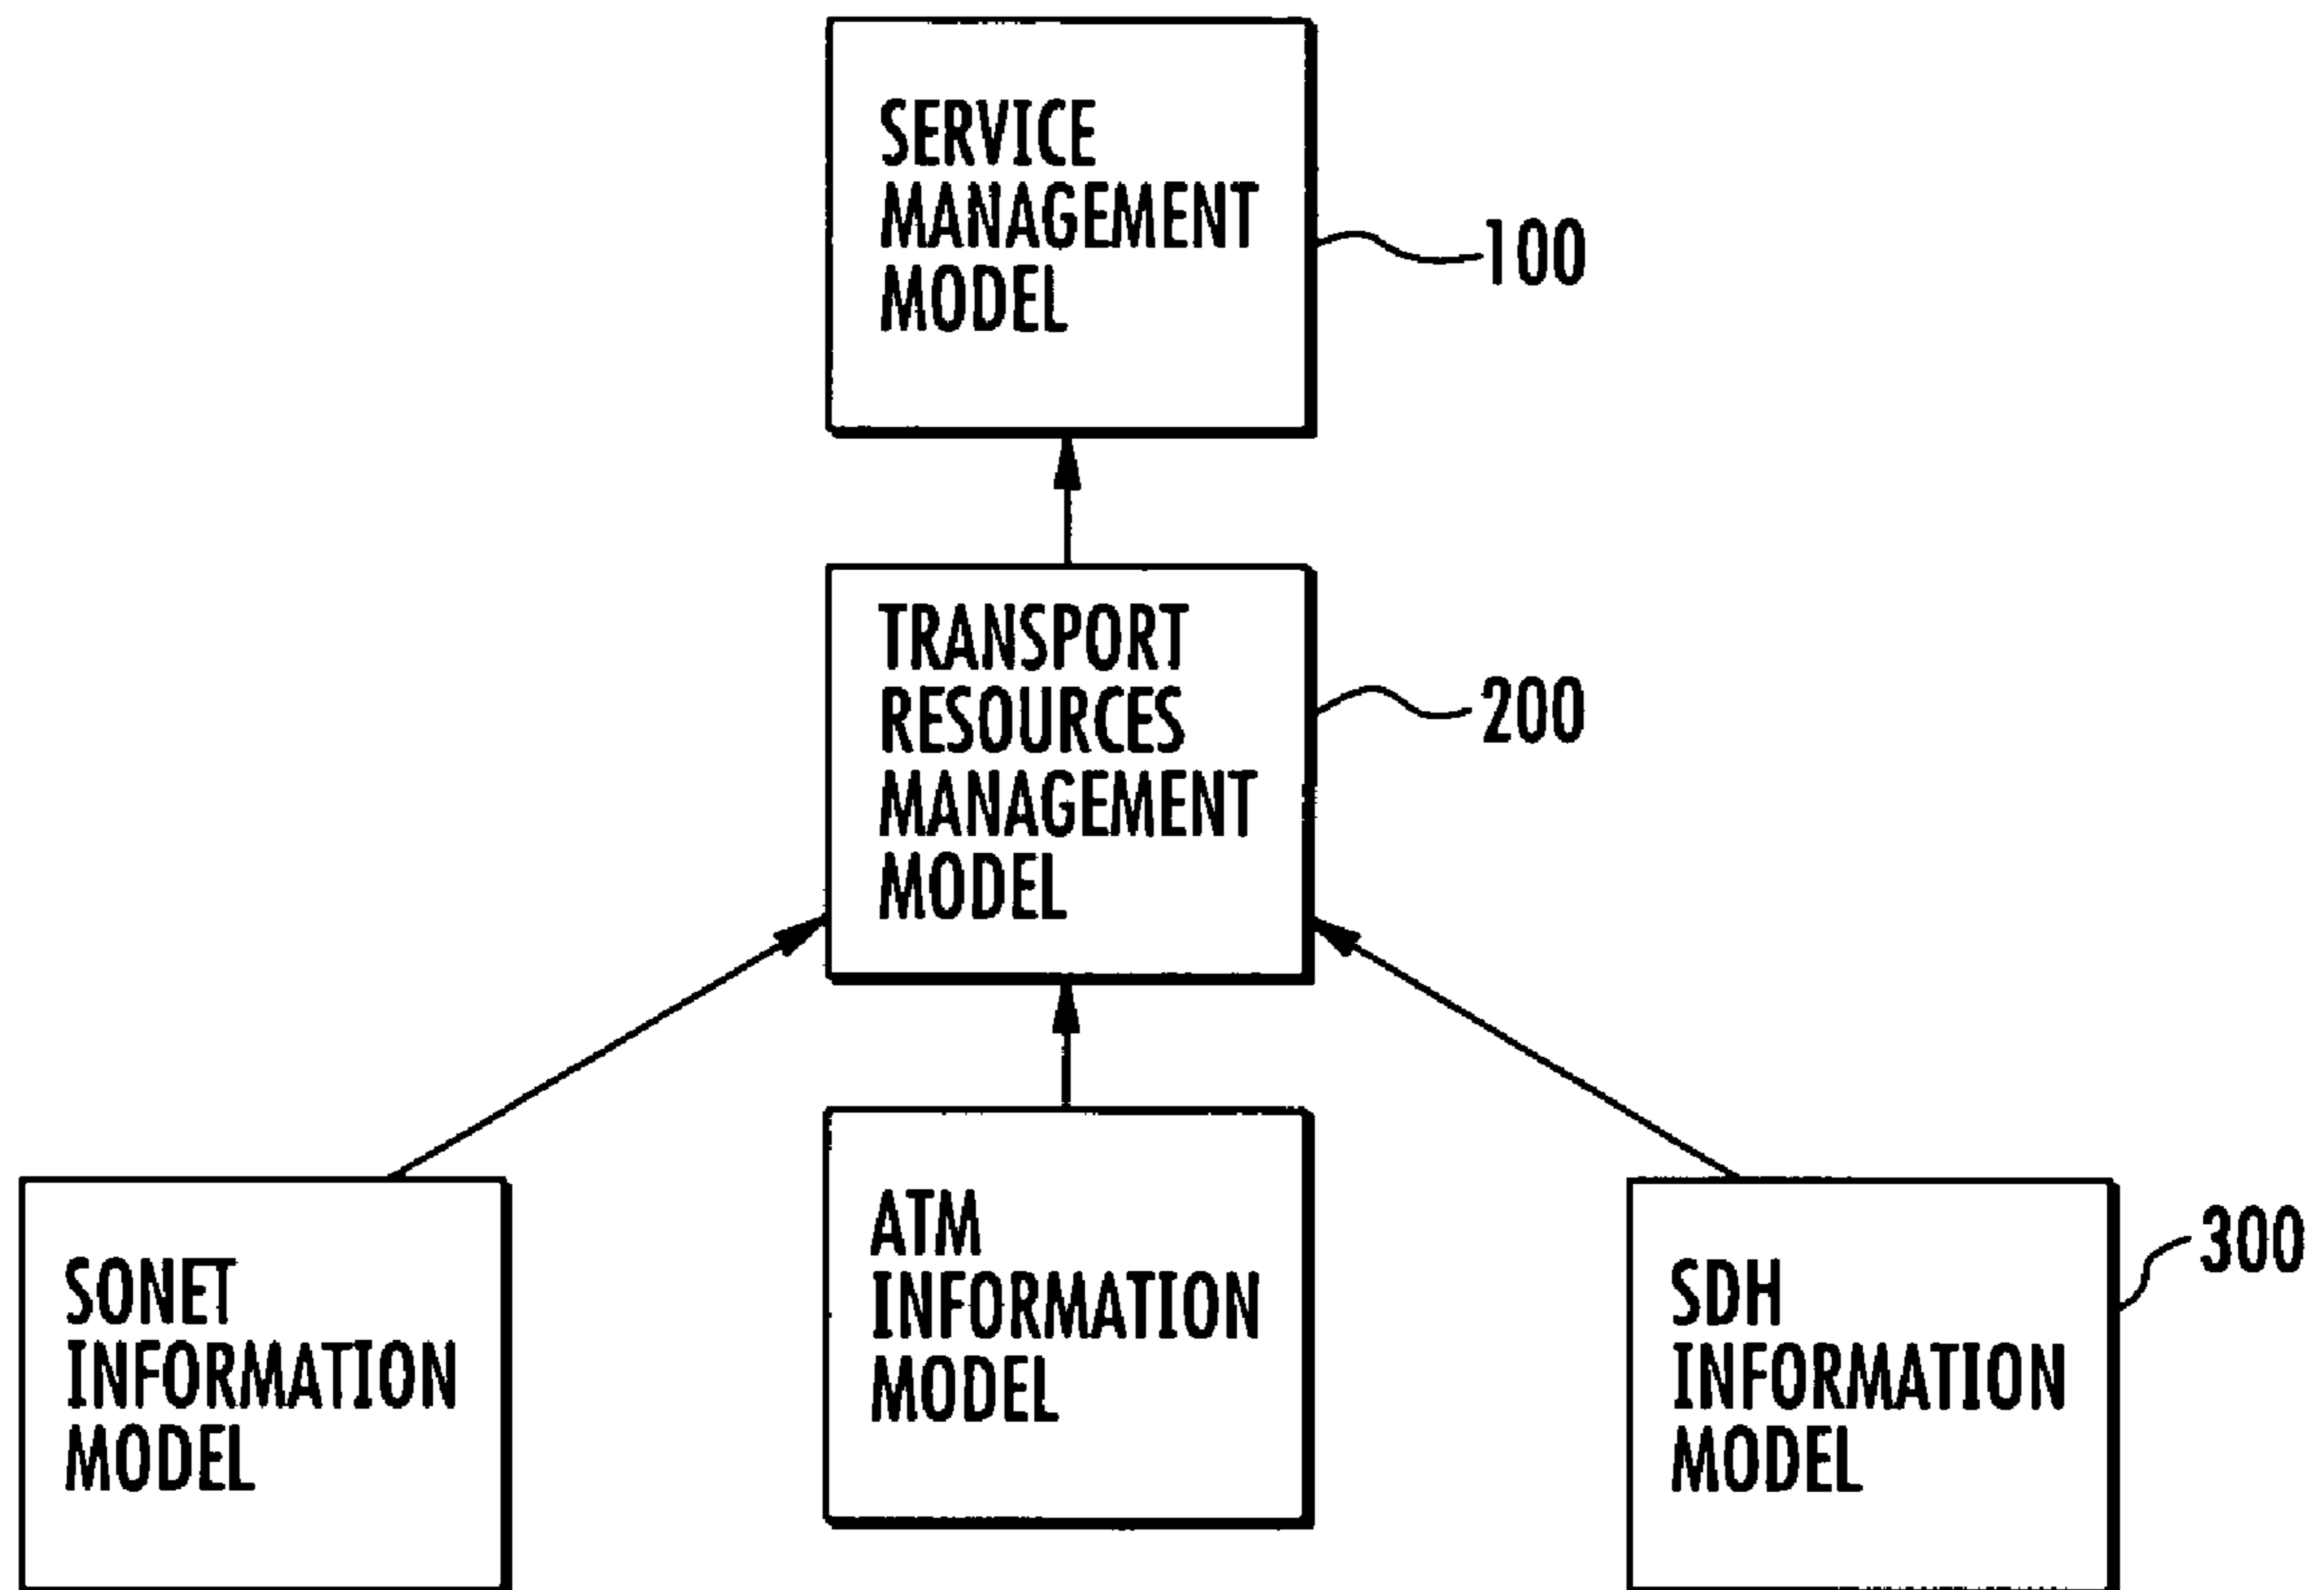 SERVICE
MANAGEMENT
MODEL
100
TRANSPORT
RESOURCES
MANAGEMENT
MODEL
200
SONET
INFORMATION
MODEL
ATM
INFORMATION
MODEL
SDH
INFORMATION
MODEL
300